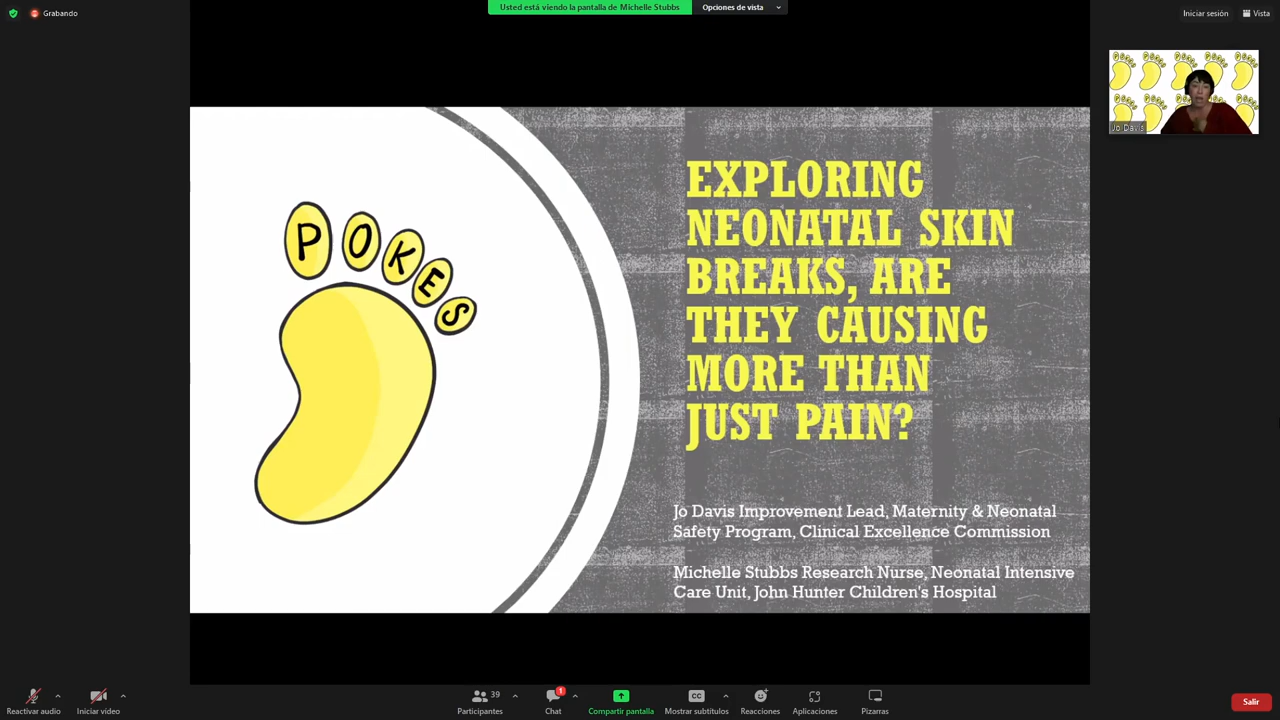 Grabando
Usted está viendo la pantalla de Michelle Stubbs
Opciones de vista
Iniciar sesión
Vista
POKES
EXPLORING
NEONATAL SKIN
BREAKS, ARE
THEY CAUSING
MORE THAN
JUST PAIN?
Jo Davis Improvement Lead, Maternity & Neonatal
Safety Program, Clinical Excellence Commission
Michelle Stubbs Research Nurse, Neonatal Intensive
Care Unit, John Hunter Children's Hospital
Jo Davis
Reactivar audio
Iniciar video
39
Participantes
1
Chat
Compartir pantalla
CC
Mostrar subtítulos
Reacciones
Aplicaciones
Pizarras
Salir